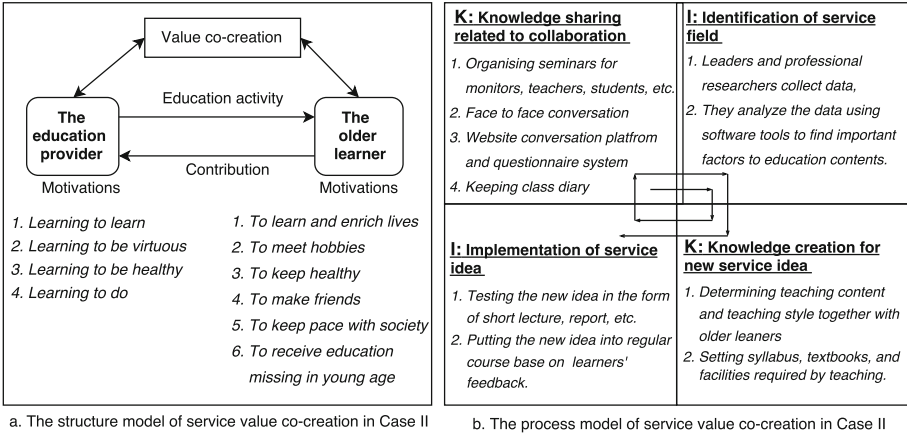 Value co-creation
Education activity
The
education
provider
The
older
learner
Contribution
Motivations
Motivations
1. Learning to learn
2. Learning to be virtuous
3. Learning to be healthy
4. Learning to do
1. To learn and enrich lives
2. To meet hobbies
3. To keep healthy
4. To make friends
5. To keep pace with society
6. To receive education
missing in young age
a. The structure model of service value co-creation in Case II
K: Knowledge sharing
related to collaboration
1. Organising seminars for
monitors, teachers, students, etc.
2. Face to face conversation
3. Website conversation platfrom
and questionnaire system
4. Keeping class diary
I: Identification of service
field
1. Leaders and professional
researchers collect data,
2. They analyze the data using
software tools to find important
factors to education contents.
I: Implementation of service
idea
1. Testing the new idea in the form
of short lecture, report, etc.
2. Putting the new idea into regular
course base on learners'
feedback.
K: Knowledge creation for
new service idea
1. Determining teaching content
and teaching style together with
older leaners
2. Setting syllabus, textbooks, and
facilities required by teaching.
b. The process model of service value co-creation in Case II